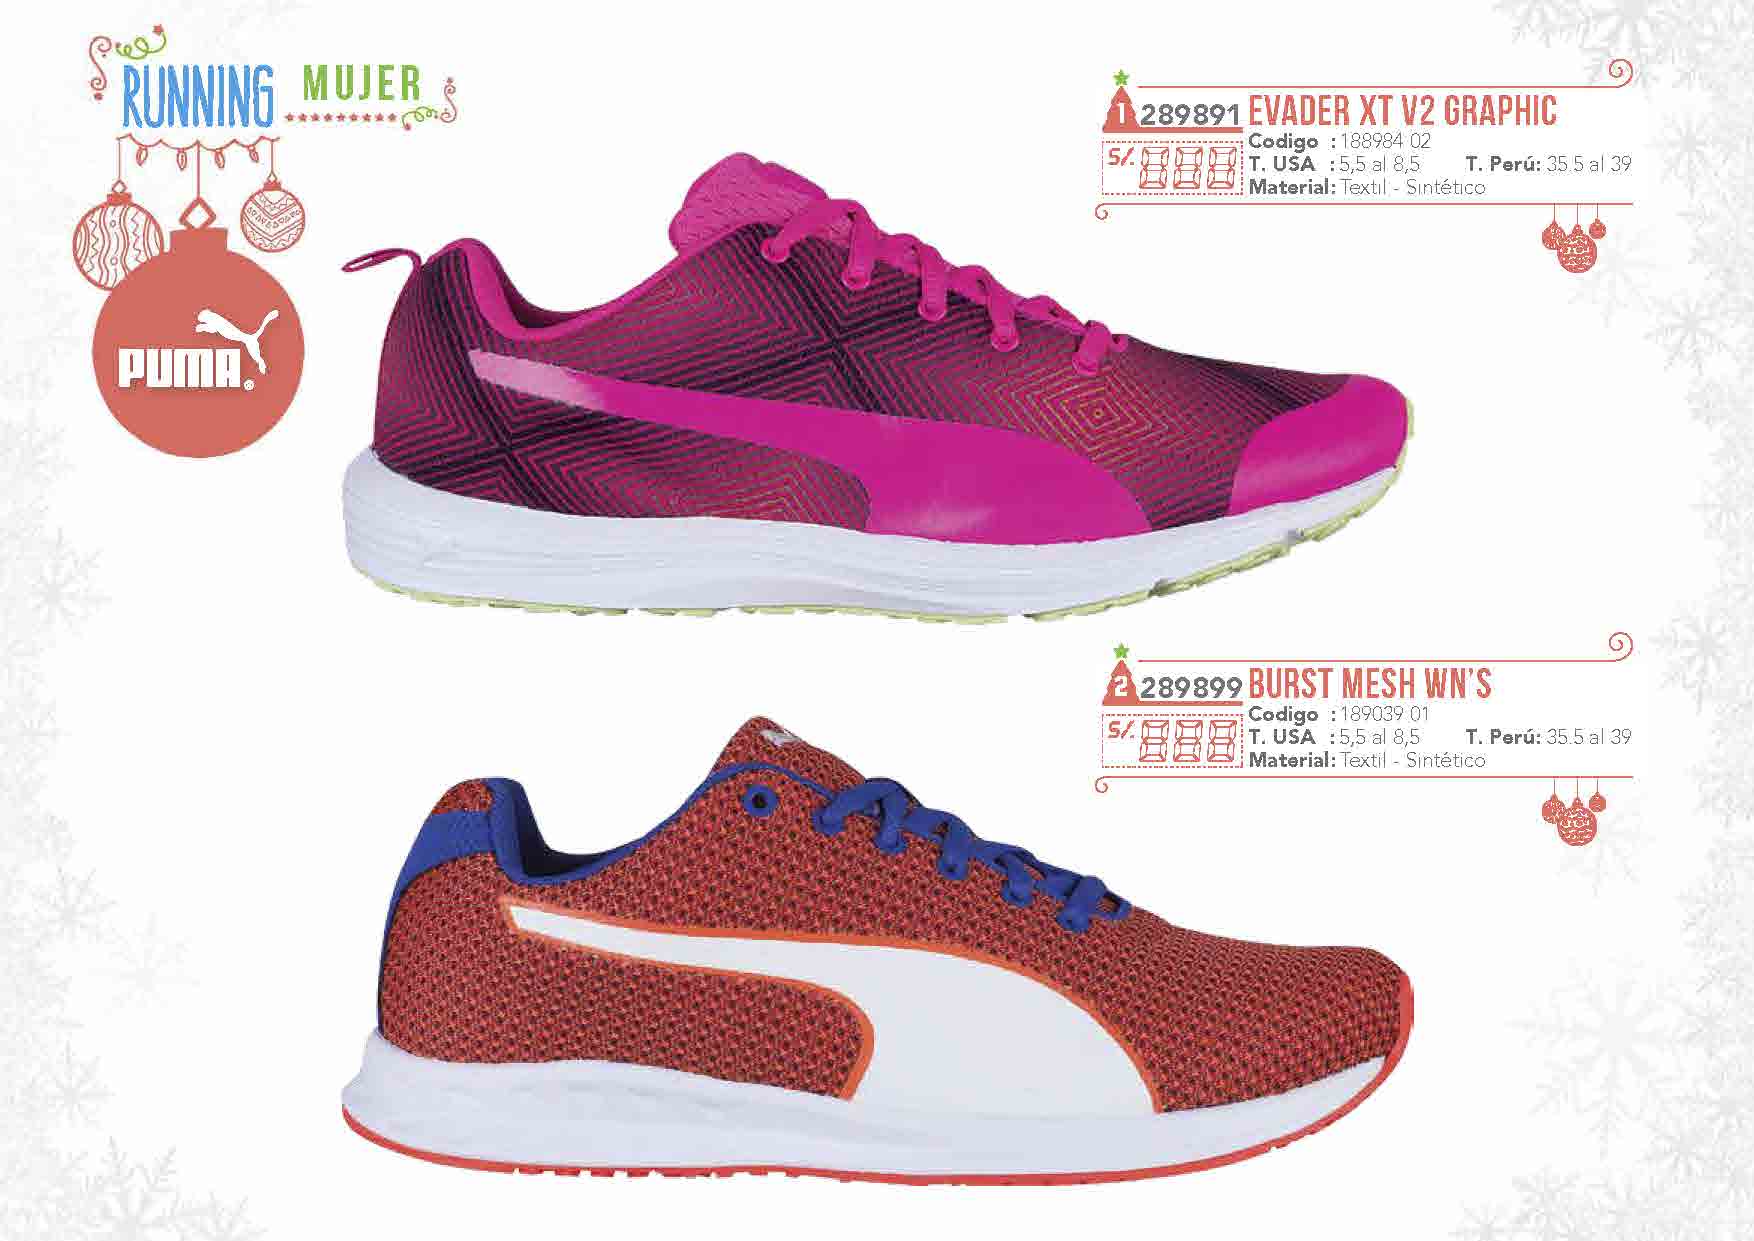 RUNNING MUJER
PUMA®
1 289891 EVADER XT V2 GRAPHIC
Codigo : 188984 02
S/. 888
T. USA : 5,5 al 8,5 T. Perú: 35.5 al 39
Material: Textil - Sintético
2 289899 BURST MESH WN'S
Codigo : 189039 01
S/. 888
T. USA : 5,5 al 8,5 T. Perú: 35.5 al 39
Material: Textil - Sintético